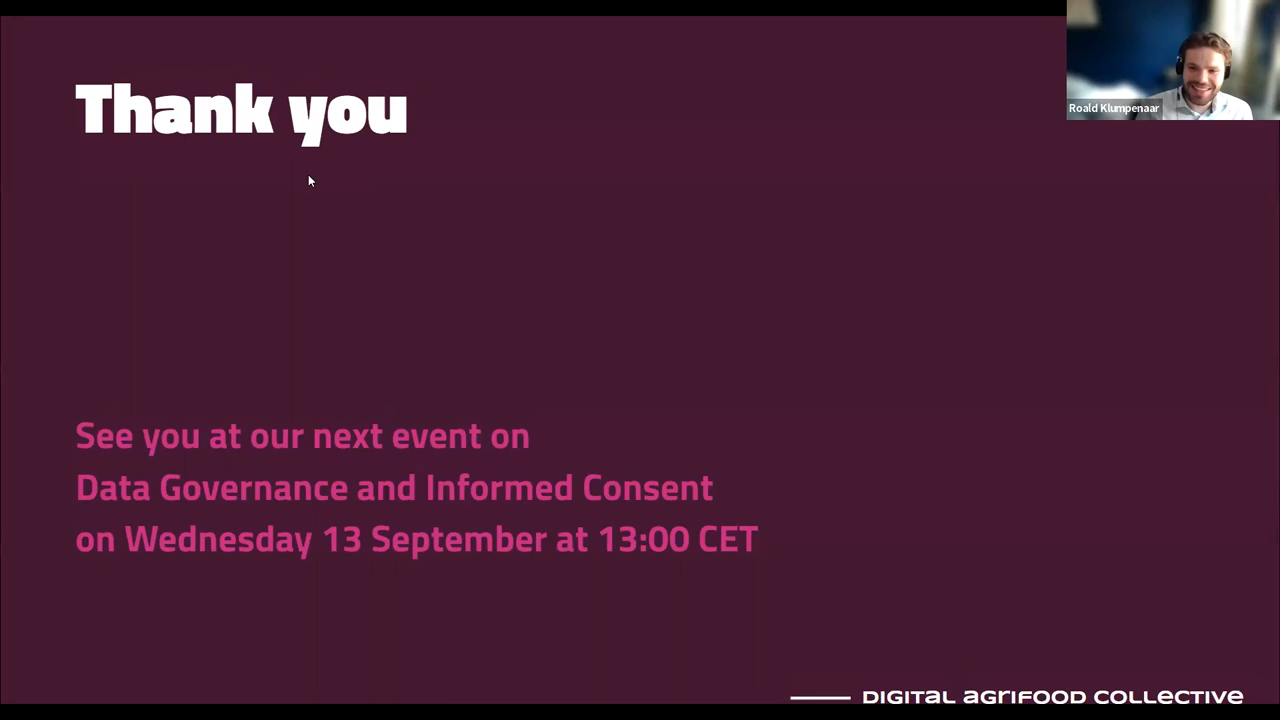 Thank you
Roald Klumpenaar
See you at our next event on
Data Governance and Informed Consent
on Wednesday 13 September at 13:00 CET
DIGITAL AGRIFOOD COLLECTIVE